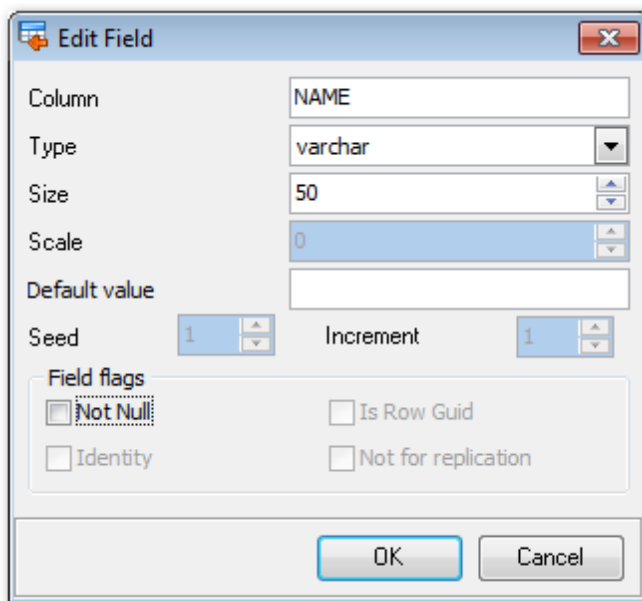 Edit Field
Column NAME
Type varchar
Size 50
Scale 0
Default value
Seed 1 Increment 1
Field flags
Not Null Is Row Guid
Identity Not for replication
OK Cancel